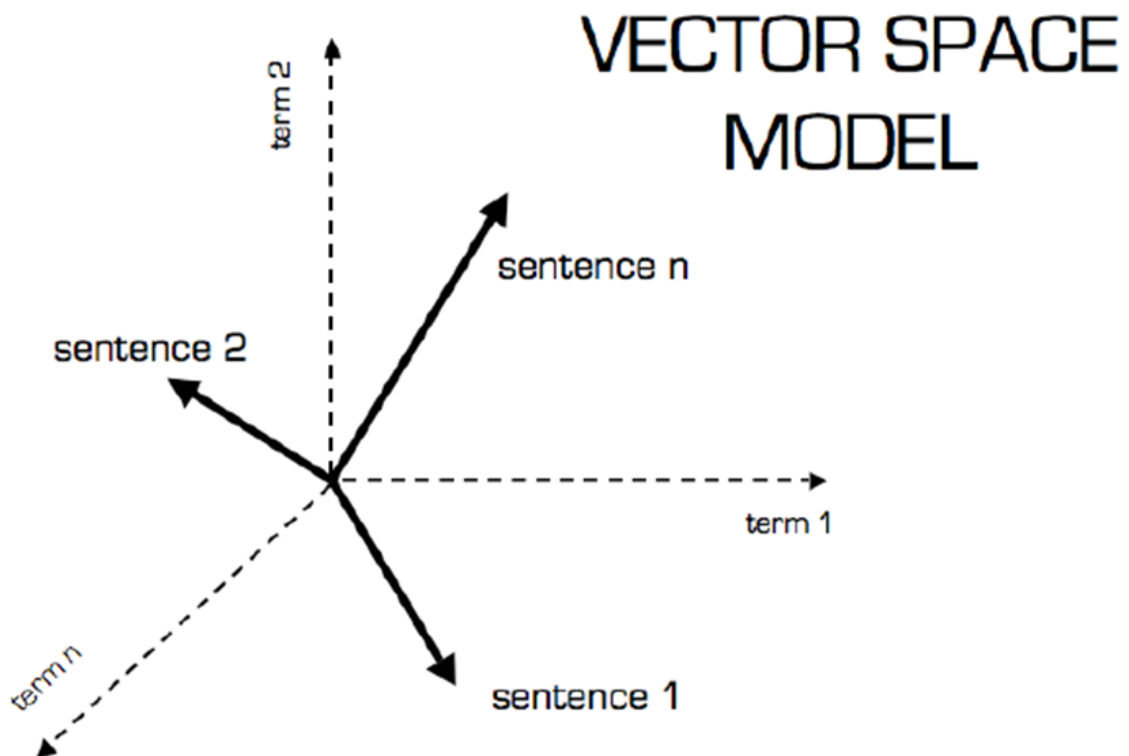 VECTOR SPACE
MODEL
term 2
sentence n
sentence 2
term 1
term n
sentence 1